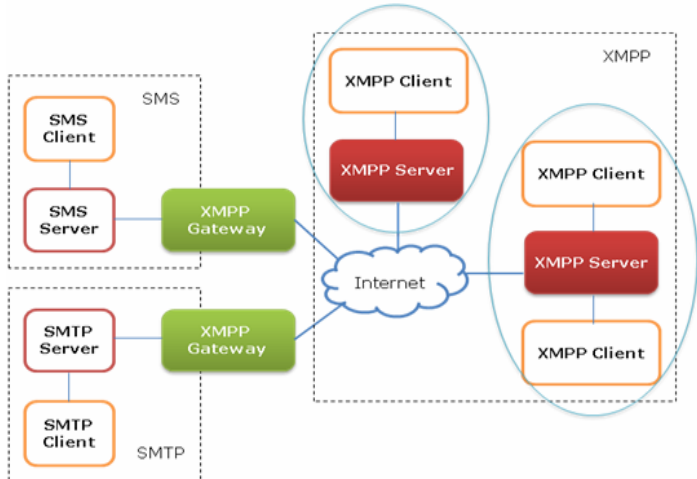 XMPP
XMPP Client
SMS
SMS
Client
XMPP Server
XMPP Client
SMS
Server
XMPP
Gateway
XMPP Server
Internet
SMTP
Server
XMPP
Gateway
XMPP Client
SMTP
Client
SMTP